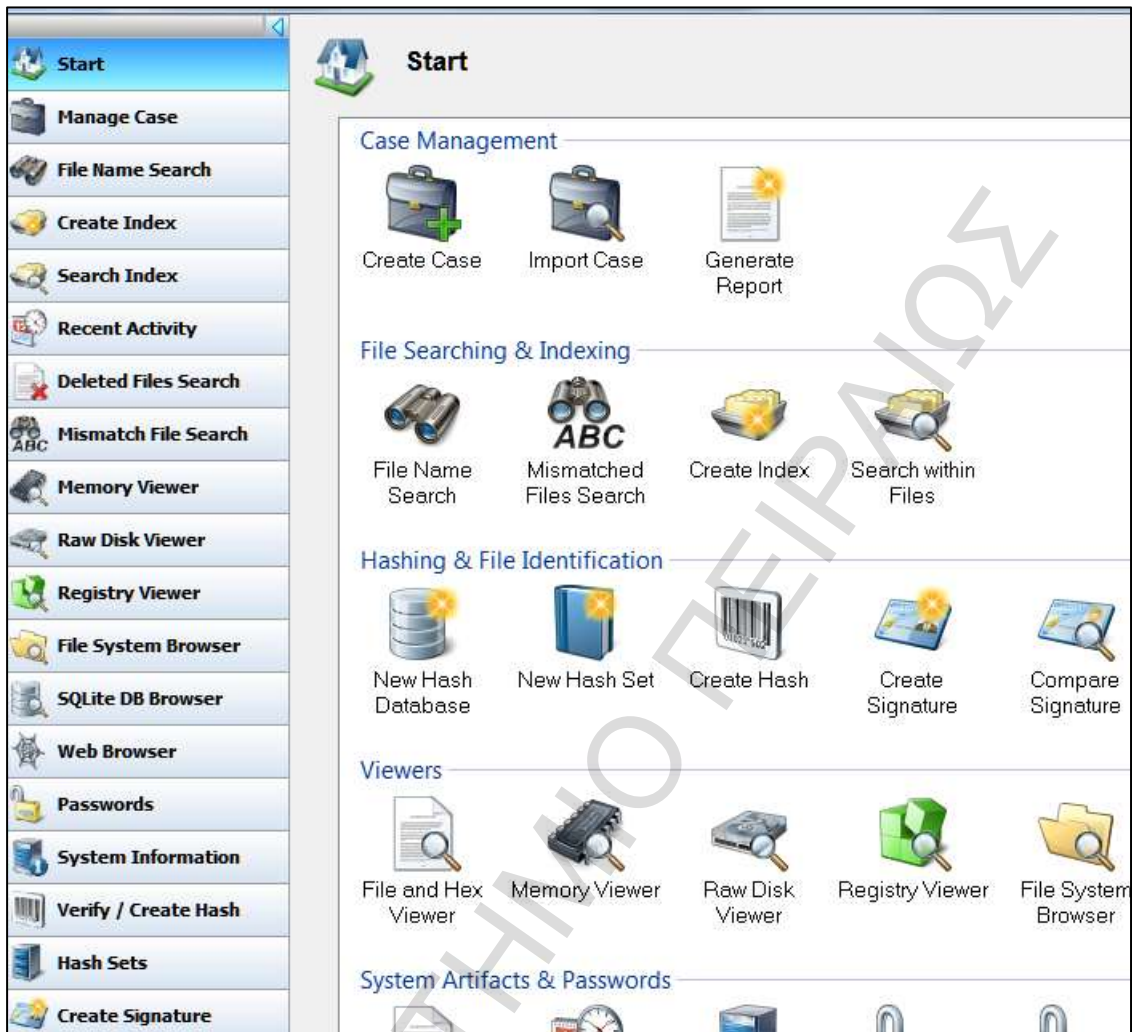 Start
Manage Case
File Name Search
Create Index
Search Index
Recent Activity
Deleted Files Search
ABC
Mismatch File Search
Memory Viewer
Raw Disk Viewer
Registry Viewer
File System Browser
SQLite DB Browser
Web Browser
Passwords
System Information
Verify / Create Hash
Hash Sets
Create Signature
Start
Case Management
Create Case
Import Case
Generate
Report
File Searching & Indexing
File Name
Search
ABC
Mismatched
Files Search
Create Index
Search within
Files
Hashing & File Identification
New Hash
Database
New Hash Set
Create Hash
Create
Signature
Compare
Signature
Viewers
File and Hex
Viewer
Memory Viewer
Raw Disk
Viewer
Registry Viewer
File System
Browser
System Artifacts & Passwords
ΤΗΜΟ ΠΕΙΡΑΙΩΣ